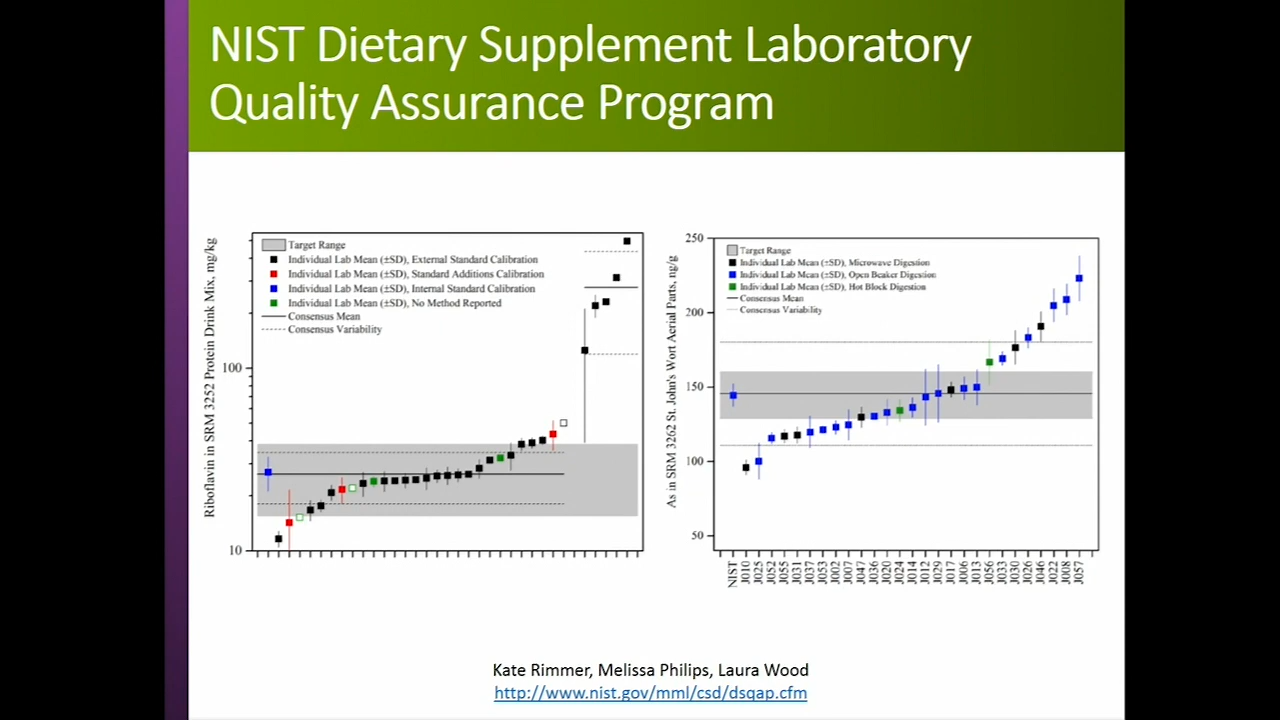 NIST Dietary Supplement Laboratory
Quality Assurance Program
Riboflavin in SRM 3252 Protein Drink Mix, mg/kg
100
10
Target Range
Individual Lab Mean (±SD), External Standard Calibration
Individual Lab Mean (±SD), Standard Additions Calibration
Individual Lab Mean (±SD), Internal Standard Calibration
Individual Lab Mean (±SD), No Method Reported
Consensus Mean
Consensus Variability
As in SRM 3262 St. John's Wort Aerial Parts, ng/g
250
200
150
100
50
Target Range
Individual Lab Mean (±SD), Microwave Digestion
Individual Lab Mean (±SD), Open Beaker Digestion
Individual Lab Mean (±SD), Hot Block Digestion
Consensus Mean
Consensus Variability
NIST
J010
J025
J052
J055
J031
J037
J053
J002
J007
J047
J036
J020
J024
J014
J012
J029
J017
J006
J013
J056
J033
J030
J026
J046
J022
J008
J057
Kate Rimmer, Melissa Philips, Laura Wood
http://www.nist.gov/mml/csd/dsqap.cfm